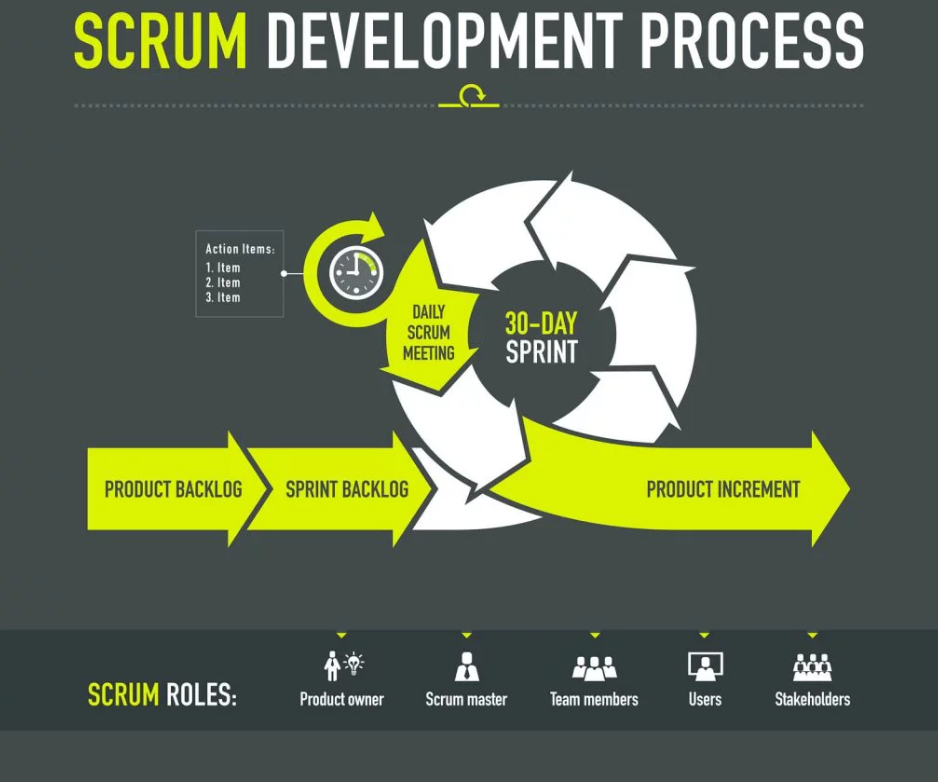 SCRUM DEVELOPMENT PROCESS
Action Items:
1. Item
2. Item
3. Item
DAILY
SCRUM
MEETING
30-DAY
SPRINT
PRODUCT BACKLOG
SPRINT BACKLOG
PRODUCT INCREMENT
SCRUM ROLES:
Product owner
Scrum master
Team members
Users
Stakeholders